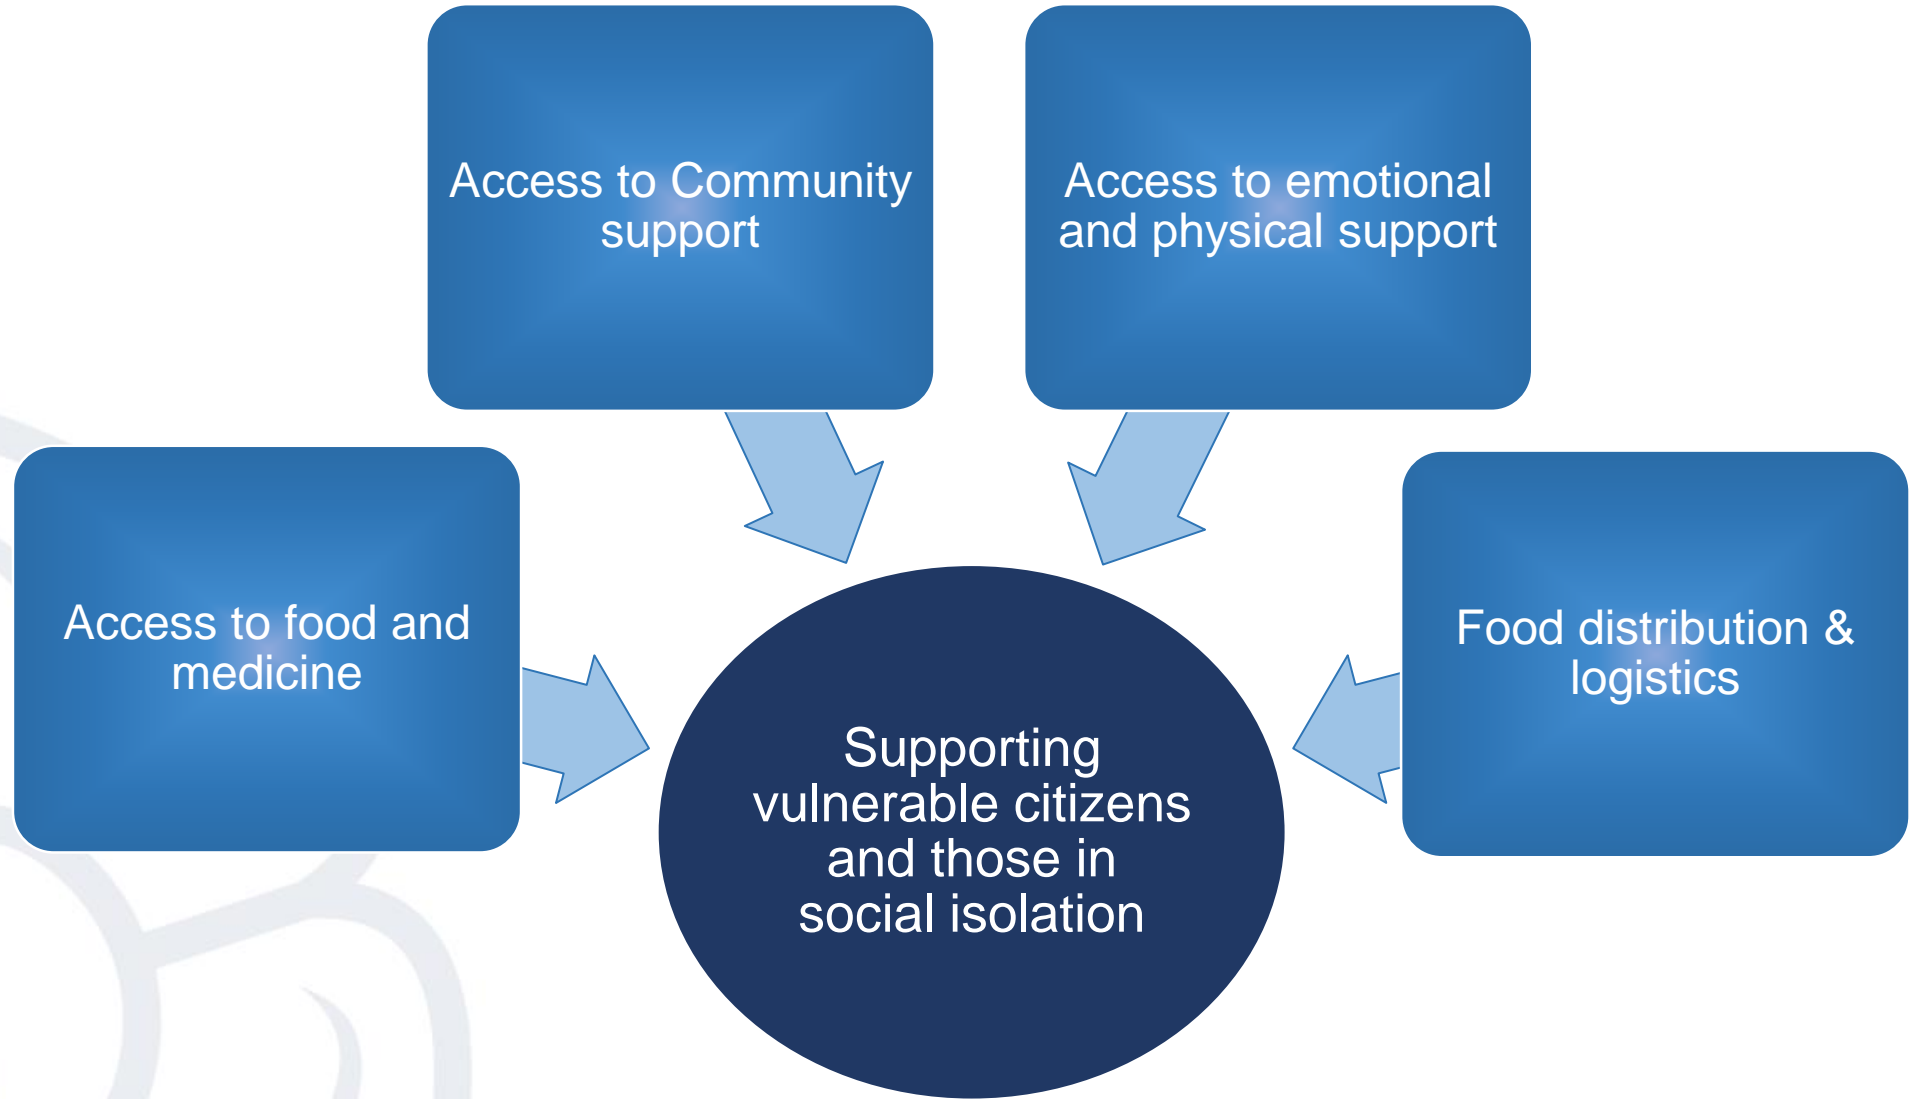 Access to Community
support
Access to emotional
and physical support
Access to food and
medicine
Food distribution &
logistics
Supporting
vulnerable citizens
and those in
social isolation